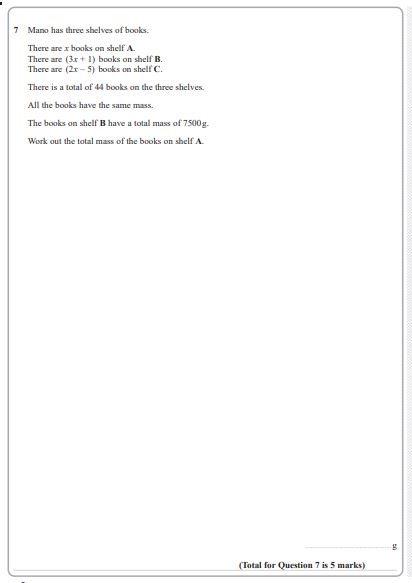 7 Mano has three shelves of books.
There are x books on shelf A.
There are (3x + 1) books on shelf B.
There are (2x – 5) books on shelf C.
There is a total of 44 books on the three shelves.
All the books have the same mass.
The books on shelf B have a total mass of 7500 g.
Work out the total mass of the books on shelf A.
g
(Total for Question 7 is 5 marks)